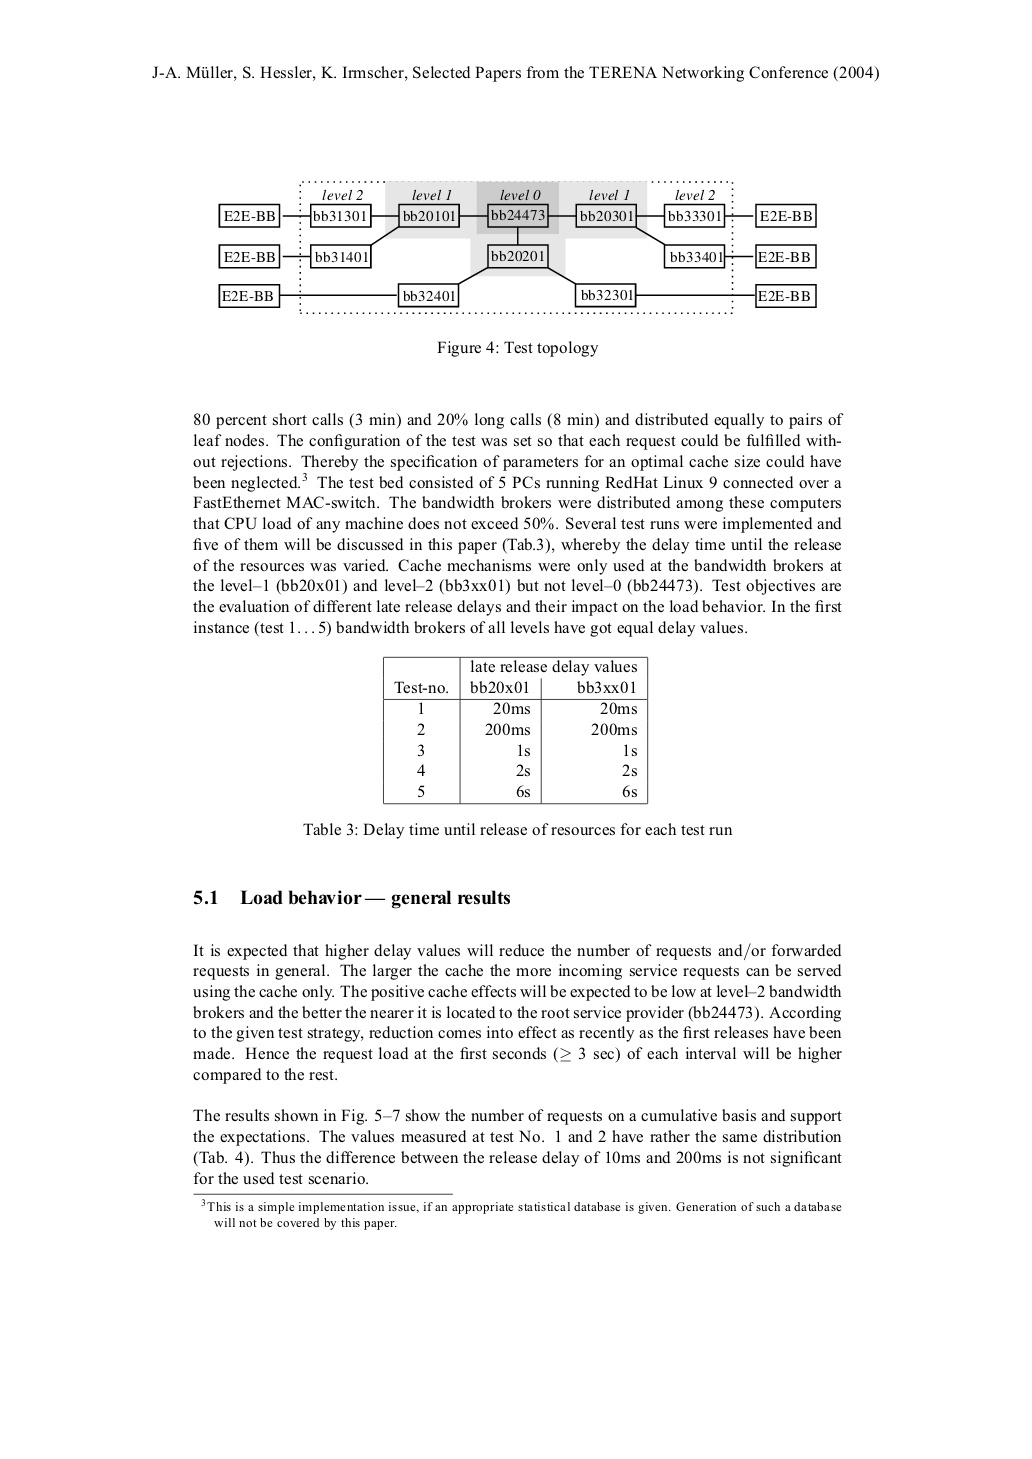 J-A. Müller, S. Hessler, K. Irmscher, Selected Papers from the TERENA Networking Conference (2004)
level 2 level 1 level 0 level 1 level 2
E2E-BB bb31301 bb20101 bb24473 bb20301 bb33301 E2E-BB
E2E-BB bb31401 bb20201 bb33401 E2E-BB
E2E-BB bb32401 bb32301 E2E-BB
Figure 4: Test topology
80 percent short calls (3 min) and 20% long calls (8 min) and distributed equally to pairs of
leaf nodes. The configuration of the test was set so that each request could be fulfilled with-
out rejections. Thereby the specification of parameters for an optimal cache size could have
been neglected.3 The test bed consisted of 5 PCs running RedHat Linux 9 connected over a
FastEthernet MAC-switch. The bandwidth brokers were distributed among these computers
that CPU load of any machine does not exceed 50%. Several test runs were implemented and
five of them will be discussed in this paper (Tab.3), whereby the delay time until the release
of the resources was varied. Cache mechanisms were only used at the bandwidth brokers at
the level–1 (bb20x01) and level–2 (bb3xx01) but not level–0 (bb24473). Test objectives are
the evaluation of different late release delays and their impact on the load behavior. In the first
instance (test 1...5) bandwidth brokers of all levels have got equal delay values.
late release delay values
Test-no. bb20x01 bb3xx01
1 20ms 20ms
2 200ms 200ms
3 1s 1s
4 2s 2s
5 6s 6s
Table 3: Delay time until release of resources for each test run
5.1 Load behavior — general results
It is expected that higher delay values will reduce the number of requests and/or forwarded
requests in general. The larger the cache the more incoming service requests can be served
using the cache only. The positive cache effects will be expected to be low at level–2 bandwidth
brokers and the better the nearer it is located to the root service provider (bb24473). According
to the given test strategy, reduction comes into effect as recently as the first releases have been
made. Hence the request load at the first seconds (≥ 3 sec) of each interval will be higher
compared to the rest.
The results shown in Fig. 5–7 show the number of requests on a cumulative basis and support
the expectations. The values measured at test No. 1 and 2 have rather the same distribution
(Tab. 4). Thus the difference between the release delay of 10ms and 200ms is not significant
for the used test scenario.
3This is a simple implementation issue, if an appropriate statistical database is given. Generation of such a database
will not be covered by this paper.